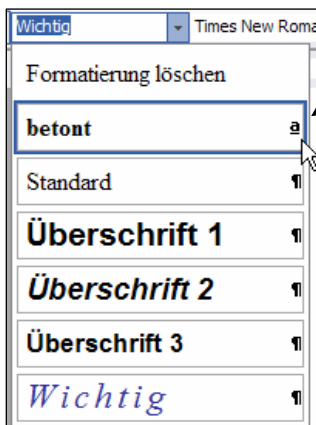 Wichtig Times New Roma
Formatierung löschen
betont a
Standard ¶
Überschrift 1 ¶
Überschrift 2 ¶
Überschrift 3 ¶
Wichtig ¶